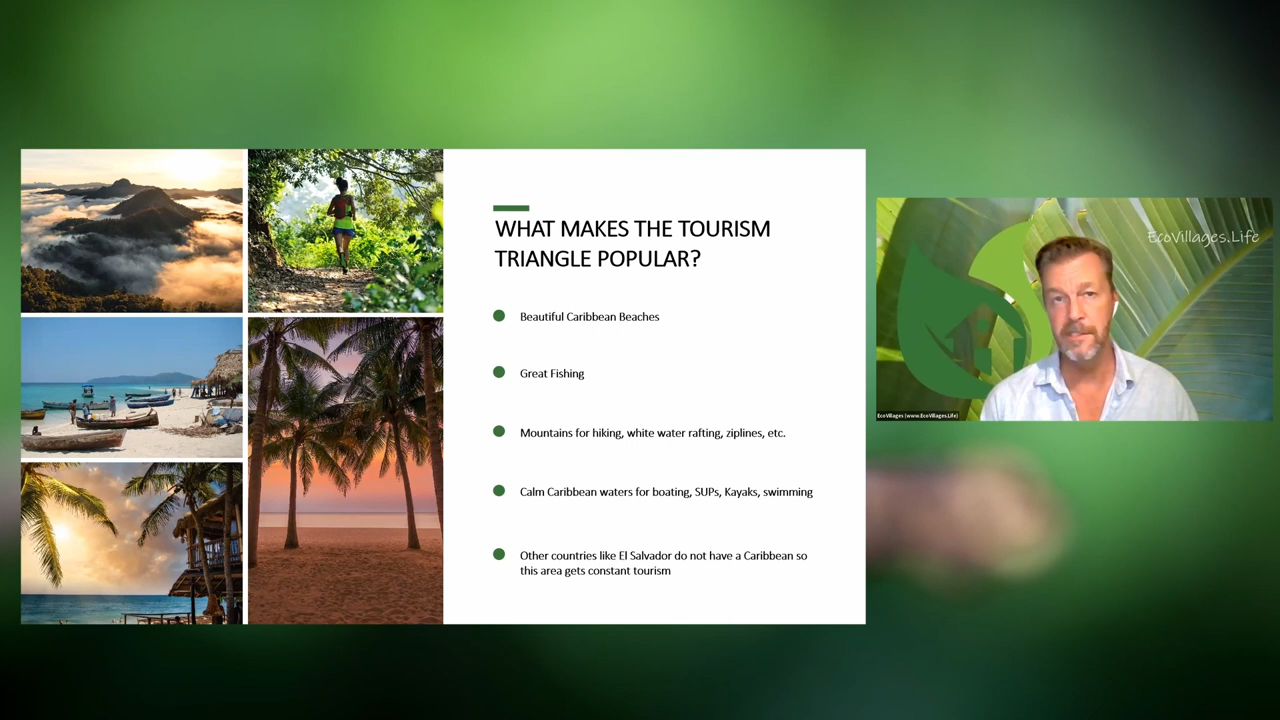 WHAT MAKES THE TOURISM
TRIANGLE POPULAR?
Beautiful Caribbean Beaches
Great Fishing
Mountains for hiking, white water rafting, ziplines, etc.
Calm Caribbean waters for boating, SUPs, Kayaks, swimming
Other countries like El Salvador do not have a Caribbean so
this area gets constant tourism
EcoVillages.Life
EcoVillages (www.EcoVillages.Life)